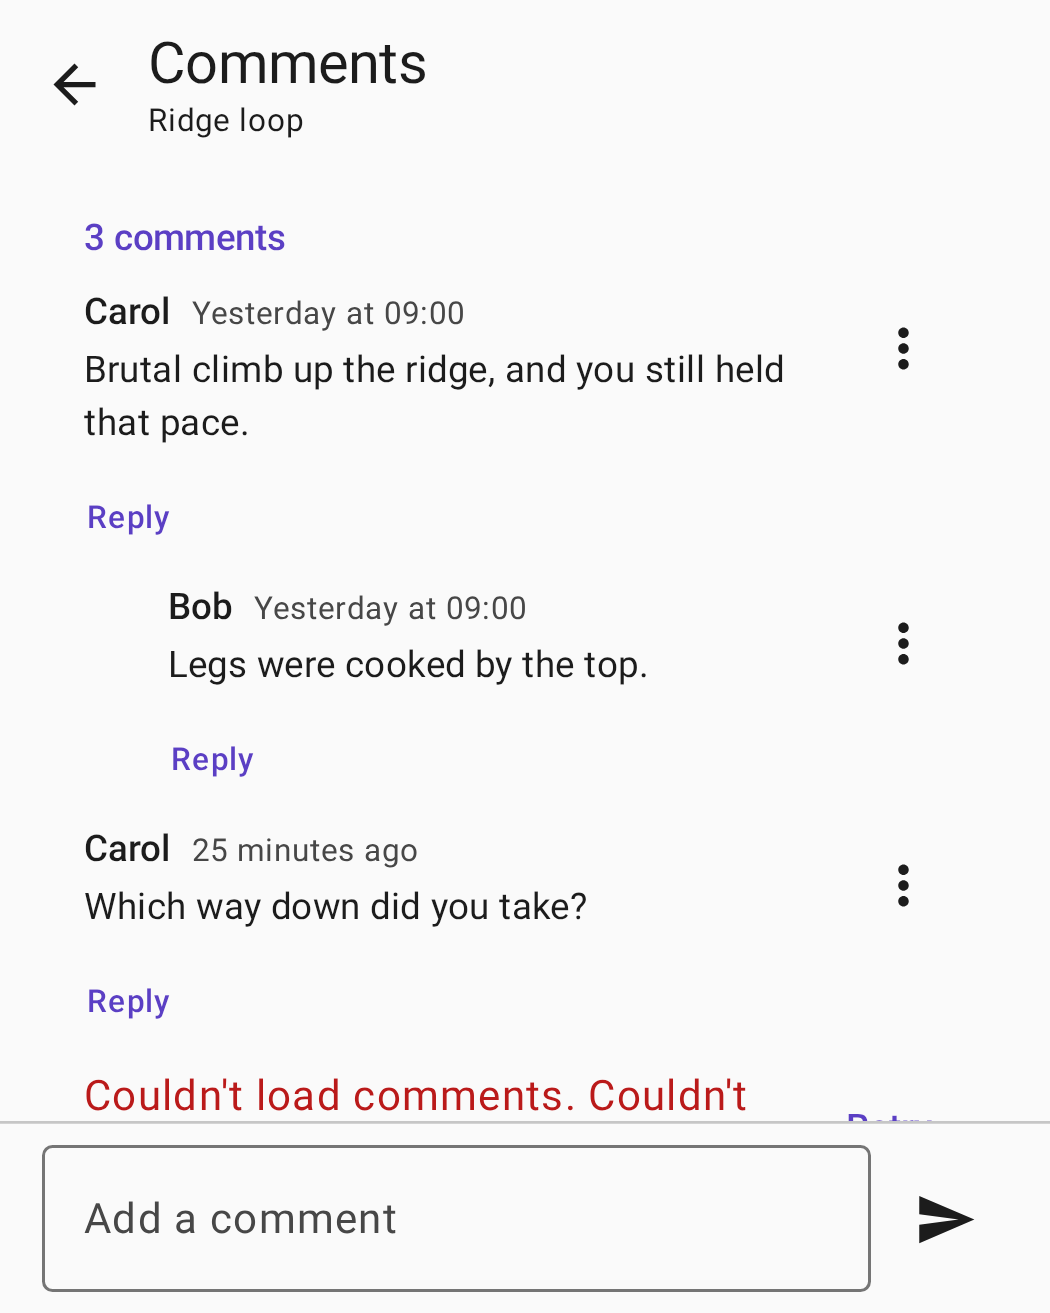 Comments
Ridge loop
3 comments
Carol Yesterday at 09:00
Brutal climb up the ridge, and you still held
that pace.
Reply
Bob Yesterday at 09:00
Legs were cooked by the top.
Reply
Carol 25 minutes ago
Which way down did you take?
Reply
Couldn't load comments. Couldn't
Add a comment